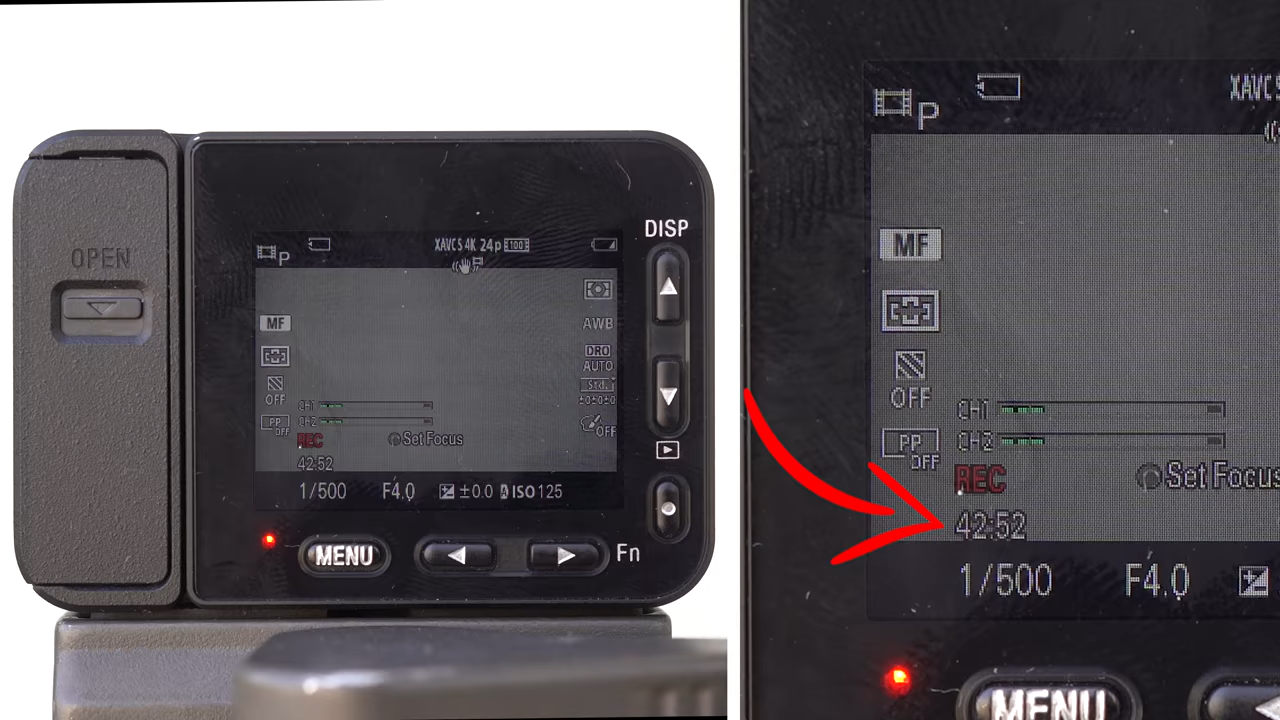 OPEN
DISP
P
XAVC S 4K 24p 100
MF
AWB
DRO
AUTO
OFF
Std.
±0±0±0
CH1
PP
OFF
CH2
OFF
REC
Set Focus
42:52
1/500
F4.0
±0.0
A ISO 125
MENU
Fn
P
XAVC S
MF
OFF
CH1
PP
OFF
CH2
REC
Set Focus
42:52
1/500
F4.0
MENU